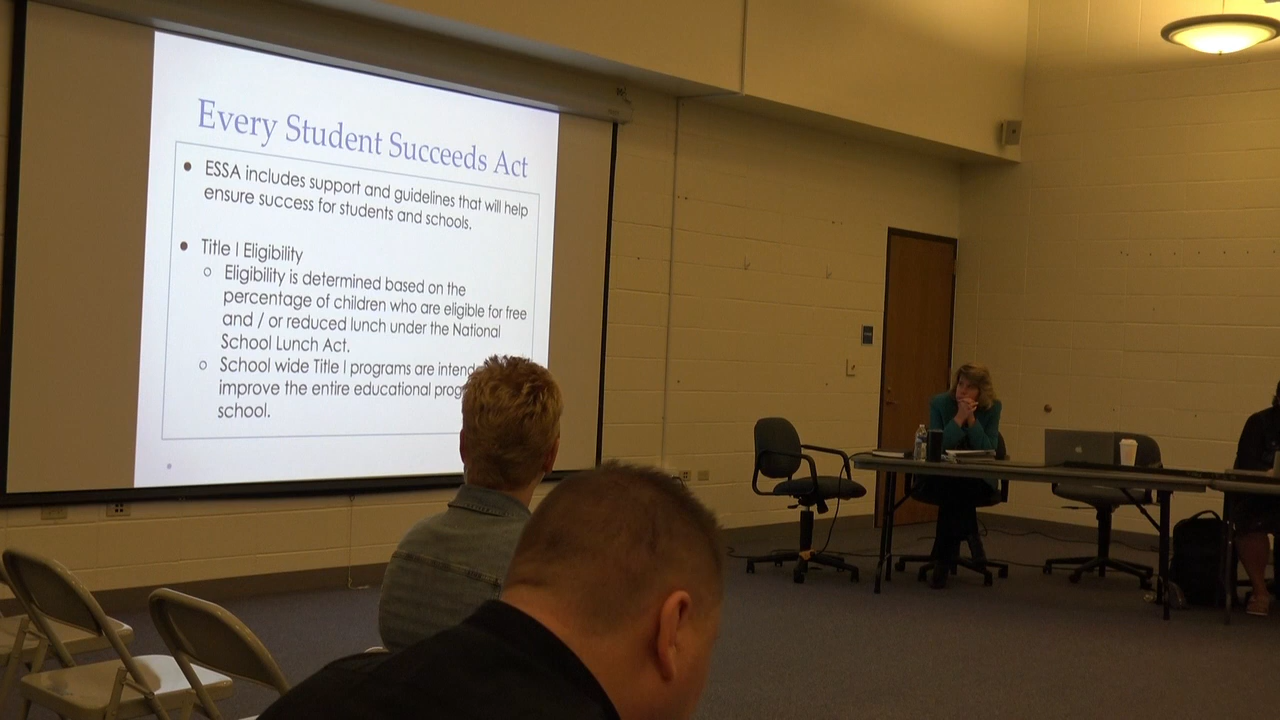 Every Student Succeeds Act
• ESSA includes support and guidelines that will help
ensure success for students and schools.
• Title I Eligibility
○ Eligibility is determined based on the
percentage of children who are eligible for free
and / or reduced lunch under the National
School Lunch Act.
○ School wide Title I programs are
improve the entire educational
school.